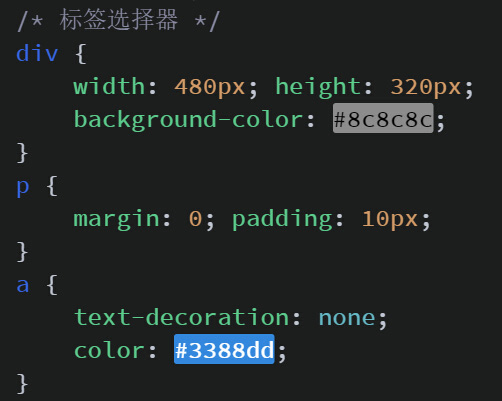 /* 标签选择器 */
div {
    width: 480px; height: 320px;
    background-color: #8c8c8c;
}
p {
    margin: 0; padding: 10px;
}
a {
    text-decoration: none;
    color: #3388dd;
}